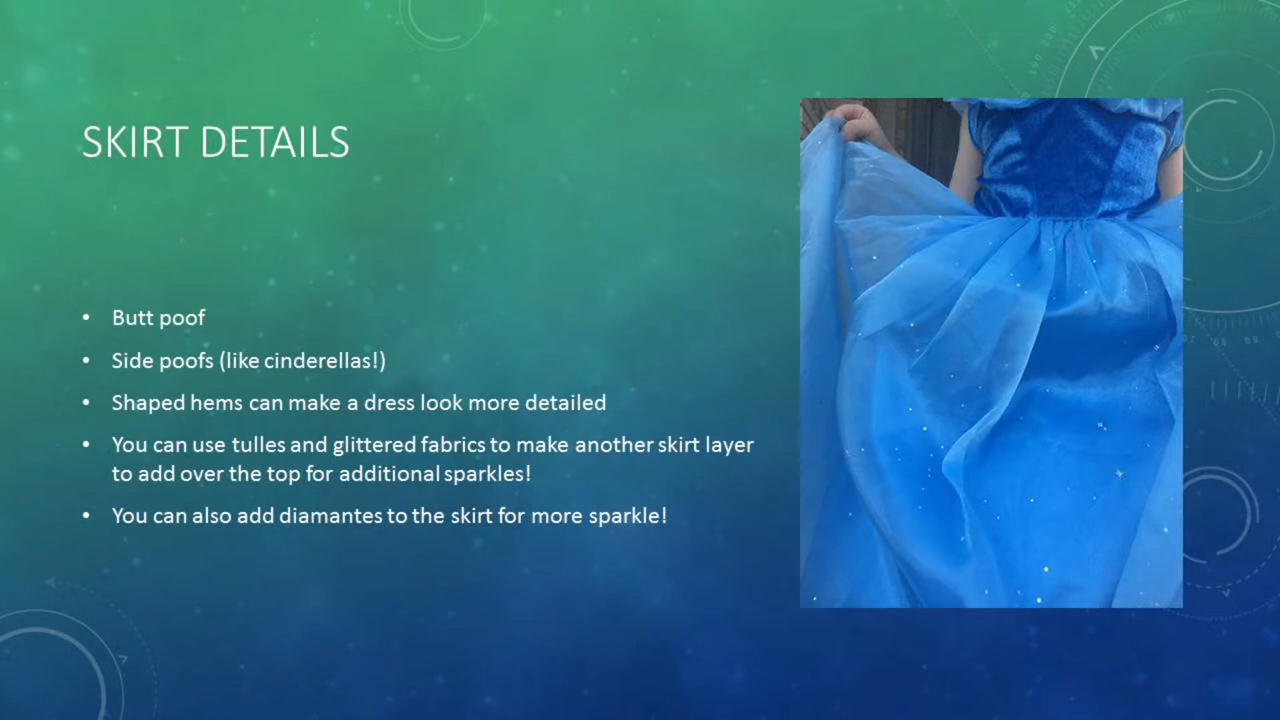 SKIRT DETAILS
• Butt poof
• Side poofs (like cinderellas!)
• Shaped hems can make a dress look more detailed
• You can use tulles and glittered fabrics to make another skirt layer
to add over the top for additional sparkles!
• You can also add diamantes to the skirt for more sparkle!